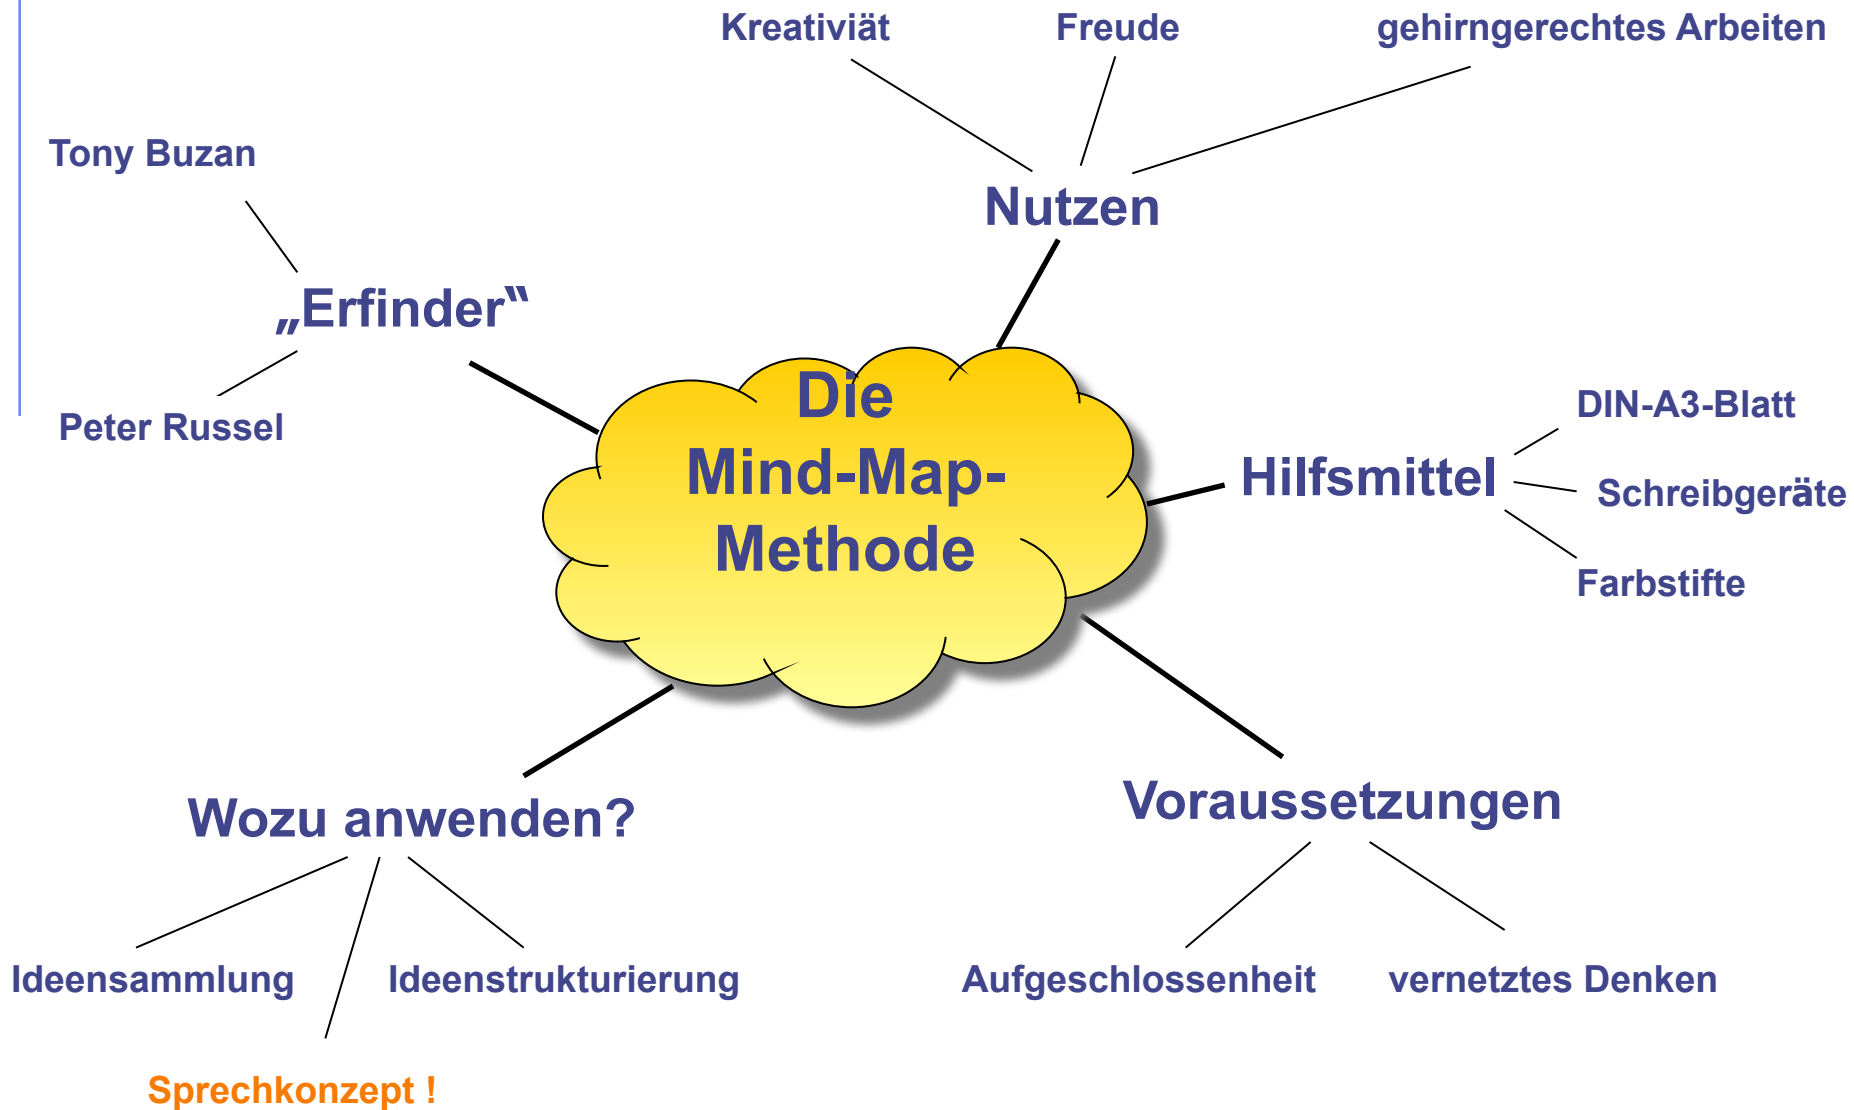 Kreativiät
Freude
gehirngerechtes Arbeiten
Tony Buzan
Nutzen
„Erfinder‟
Peter Russel
Die
Mind-Map-
Methode
DIN-A3-Blatt
Hilfsmittel
Schreibgeräte
Farbstifte
Wozu anwenden?
Voraussetzungen
Ideensammlung
Ideenstrukturierung
Aufgeschlossenheit
vernetztes Denken
Sprechkonzept !